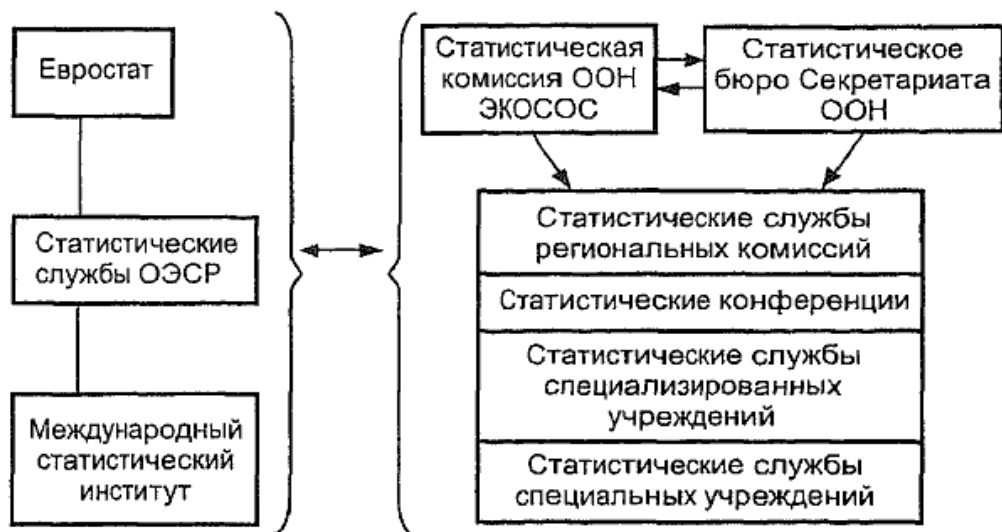 Евростат
Статистические
службы ОЭСР
Международный
статистический
институт
Статистическая
комиссия ООН
ЭКОСОС
Статистическое
бюро Секретариата
ООН
Статистические службы
региональных комиссий
Статистические конференции
Статистические службы
специализированных
учреждений
Статистические службы
специальных учреждений